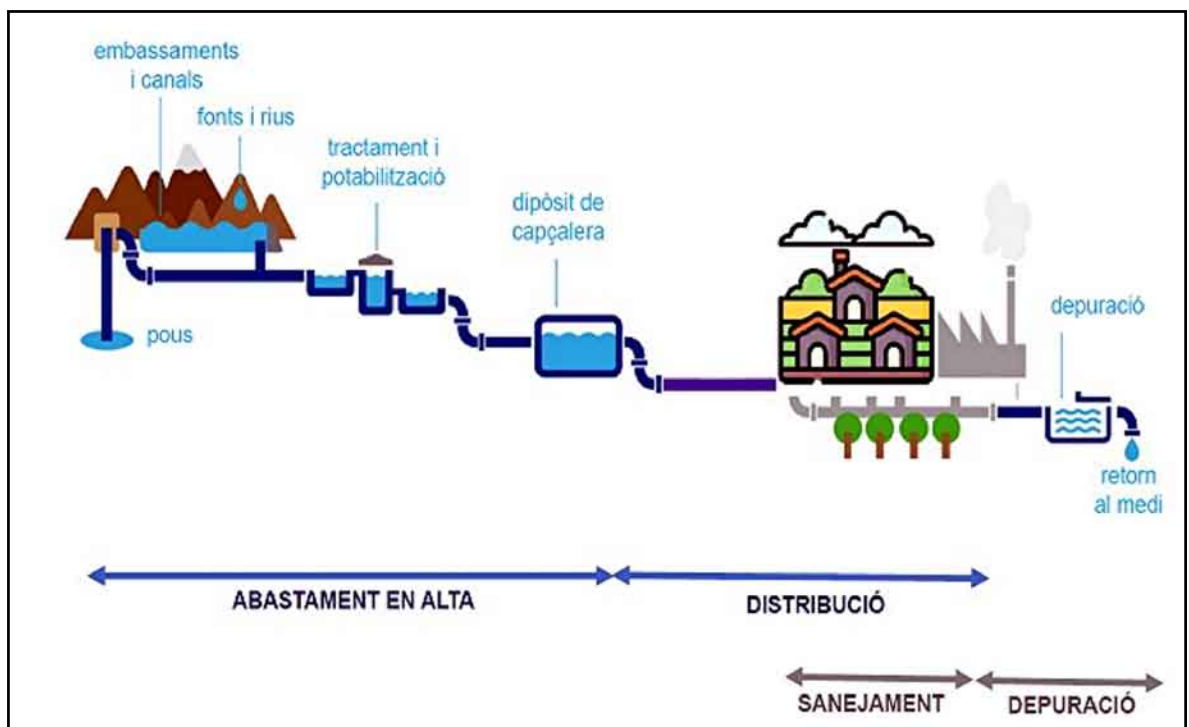 embassaments
i canals
fonts i rius
tractament i
potabilització
dipòsit de
capçalera
pous
depuració
retorn
al medi
ABASTAMENT EN ALTA
DISTRIBUCIÓ
SANEJAMENT
DEPURACIÓ